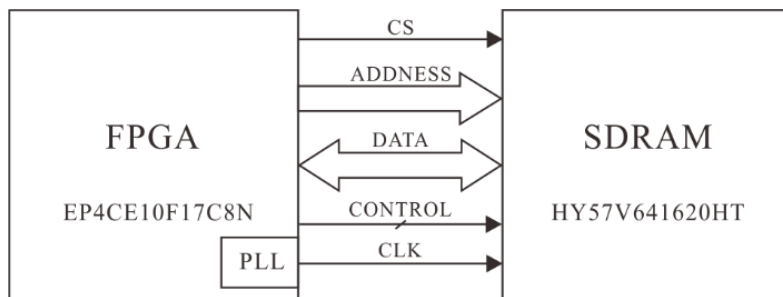 CS
ADDNESS
FPGA
DATA
SDRAM
EP4CE10F17C8N
CONTROL
HY57V641620HT
PLL
CLK